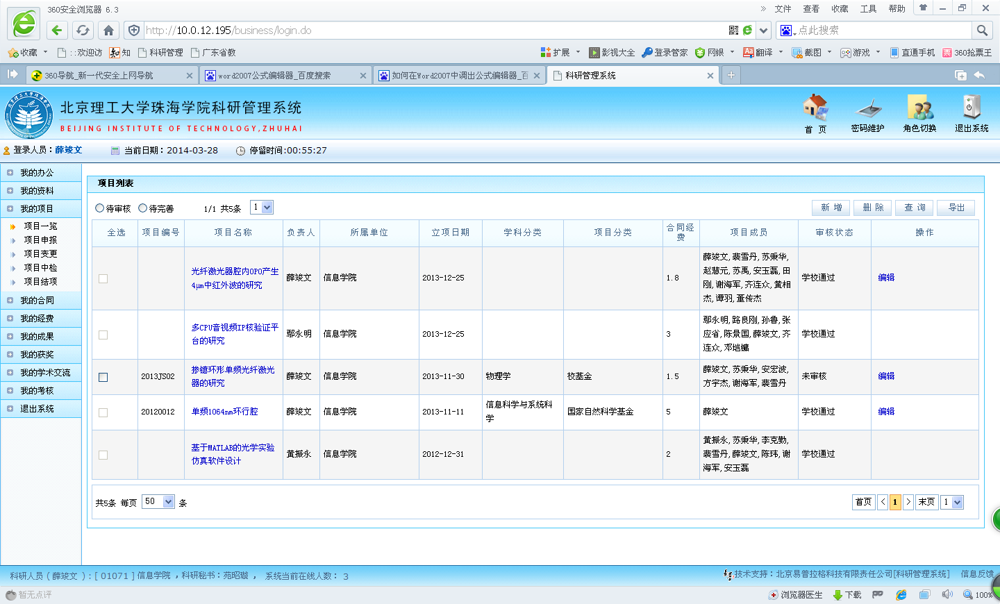 360安全浏览器 6.3
» 文件 查看 收藏 工具 帮助
http://10.0.12.195/business/login.do
点此搜索
收藏 ::欢迎访 知 科研管理 广东省教
扩展 影视大全 登录管家 网银 翻译 截图 游戏 直通手机 360抢票王
360导航_新一代安全上网导航
word2007公式编辑器_百度搜索
如何在Word2007中调出公式编辑器_百
科研管理系统
北京理工大学珠海学院科研管理系统
BEIJING INSTITUTE OF TECHNOLOGY,ZHUHAI
首 页 密码维护 角色切换 退出系统
登录人员：薛竣文 当前日期：2014-03-28 停留时间:00:55:27
我的办公
我的资料
我的项目
项目一览
项目申报
项目变更
项目中检
项目结项
我的合同
我的经费
我的成果
我的获奖
我的学术交流
我的考核
退出系统
项目列表
待审核 待完善 1/1 共5条 1
新 增 删 除 查 询 导出
全选 项目编号 项目名称 负责人 所属单位 立项日期 学科分类 项目分类 合同经费 项目成员 审核状态 操作
光纤激光器腔内OPO产生
4μm中红外波的研究
薛竣文 信息学院 2013-12-25 1.8
薛竣文,裴雪丹,苏秉华,
赵慧元,苏禹,安玉磊,田
刚,谢海军,齐连众,黄相
杰,谭羽,董传杰
学校通过 编辑
多CPU音视频IP核验证平
台的研究
鄢永明 信息学院 2013-12-25 3
鄢永明,路良刚,孙鲁,张
应省,陈景国,薛竣文,齐
连众,邓垲镛
学校通过
2013JS02
掺镱环形单频光纤激光
器的研究
薛竣文 信息学院 2013-11-30 物理学 校基金 1.5
薛竣文,苏秉华,安宏波,
方宇杰,谢海军,裴雪丹
未审核 编辑
20120012 单频1064nm环行腔 薛竣文 信息学院 2013-11-11
信息科学与系统科
学
国家自然科学基金 5 薛竣文 学校通过 编辑
基于MATLAB的光学实验
仿真软件设计
黄振永 信息学院 2012-12-31 2
黄振永,苏秉华,李克勤,
裴雪丹,薛竣文,陈玮,谢
海军,安玉磊
学校通过
共5条 每页 50 条
首页 < 1 > 末页 1
科研人员 ( 薛竣文 ) : [ 01071 ] 信息学院 ，科研秘书：苑昭璇 ， 系统当前在线人数： 3
技术支持：北京易普拉格科技有限责任公司[科研管理系统] 信息反馈
暂无点评
浏览器医生 下载 100%